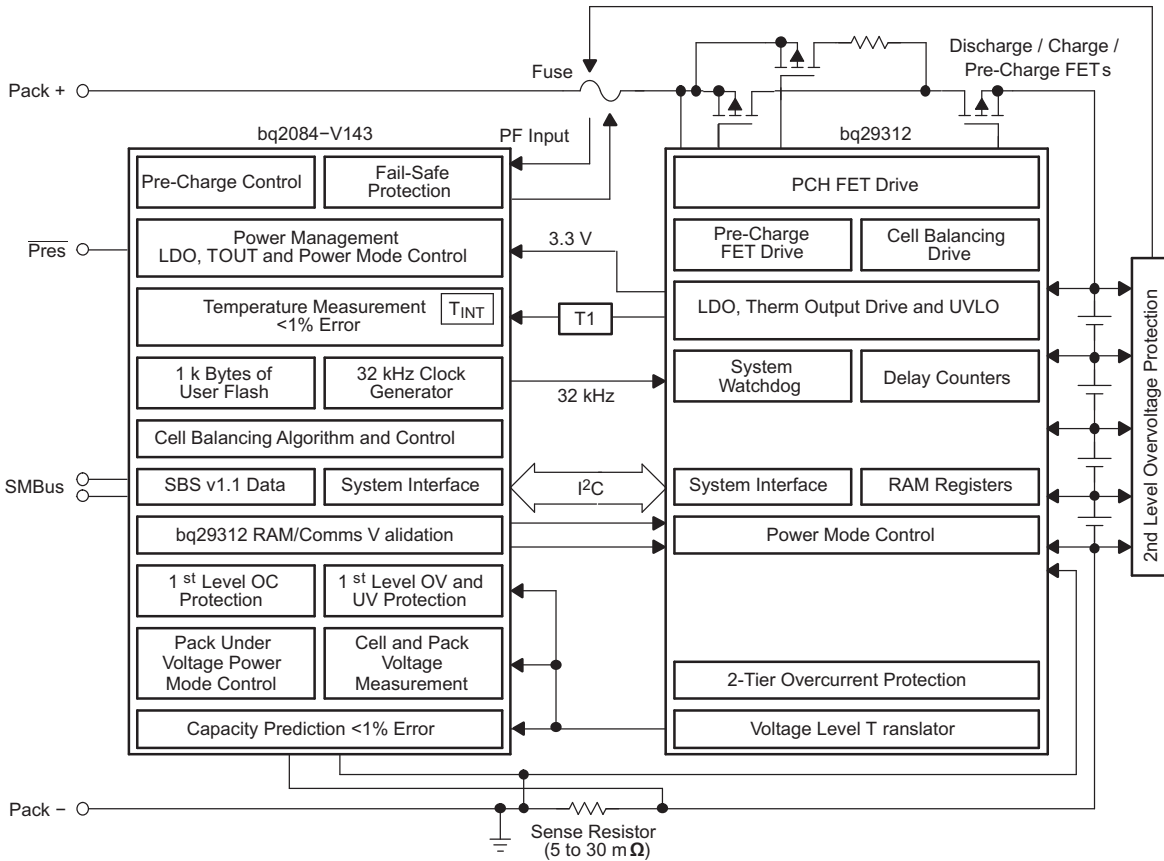 Discharge / Charge /
Pre-Charge FETs
Fuse
Pack +
bq2084−V143
PF Input
bq29312
Pre-Charge Control
Fail-Safe
Protection
PCH FET Drive
Pres
Power Management
LDO, TOUT and Power Mode Control
3.3 V
Pre-Charge
FET Drive
Cell Balancing
Drive
Temperature Measurement
<1% Error
TINT
T1
LDO, Therm Output Drive and UVLO
1 k Bytes of
User Flash
32 kHz Clock
Generator
32 kHz
System
Watchdog
Delay Counters
2nd Level Overvoltage Protection
Cell Balancing Algorithm and Control
SMBus
SBS v1.1 Data
System Interface
I2C
System Interface
RAM Registers
bq29312 RAM/Comms V alidation
Power Mode Control
1 st Level OC
Protection
1 st Level OV and
UV Protection
Pack Under
Voltage Power
Mode Control
Cell and Pack
Voltage
Measurement
2-Tier Overcurrent Protection
Capacity Prediction <1% Error
Voltage Level T ranslator
Pack −
Sense Resistor
(5 to 30 m Ω)